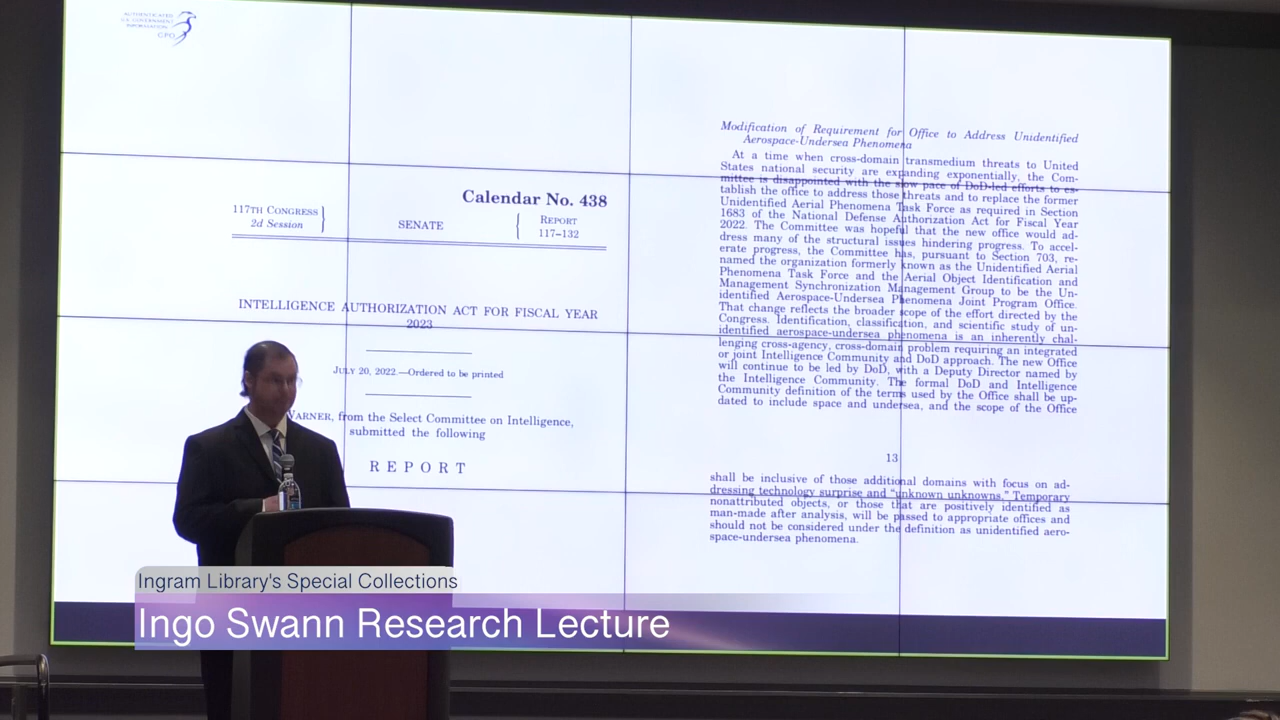 AUTHENTICATED
U.S. GOVERNMENT
INFORMATION
GPO
Calendar No. 438
117TH CONGRESS
2d Session
SENATE
REPORT
117–132
INTELLIGENCE AUTHORIZATION ACT FOR FISCAL YEAR
2023
JULY 20, 2022.—Ordered to be printed
WARNER, from the Select Committee on Intelligence,
submitted the following
REPORT
Modification of Requirement for Office to Address Unidentified
Aerospace-Undersea Phenomena
At a time when cross-domain transmedium threats to United
States national security are expanding exponentially, the Com-
mittee is disappointed with the slow pace of DoD-led efforts to es-
tablish the office to address those threats and to replace the former
Unidentified Aerial Phenomena Task Force as required in Section
1683 of the National Defense Authorization Act for Fiscal Year
2022. The Committee was hopeful that the new office would ad-
dress many of the structural issues hindering progress. To accel-
erate progress, the Committee has, pursuant to Section 703, re-
named the organization formerly known as the Unidentified Aerial
Phenomena Task Force and the Aerial Object Identification and
Management Synchronization Management Group to be the Un-
identified Aerospace-Undersea Phenomena Joint Program Office.
That change reflects the broader scope of the effort directed by the
Congress. Identification, classification, and scientific study of un-
identified aerospace-undersea phenomena is an inherently chal-
lenging cross-agency, cross-domain problem requiring an integrated
or joint Intelligence Community and DoD approach. The new Office
will continue to be led by DoD, with a Deputy Director named by
the Intelligence Community. The formal DoD and Intelligence
Community definition of the terms used by the Office shall be up-
dated to include space and undersea, and the scope of the Office
13
shall be inclusive of those additional domains with focus on ad-
dressing technology surprise and “unknown unknowns.” Temporary
nonattributed objects, or those that are positively identified as
man-made after analysis, will be passed to appropriate offices and
should not be considered under the definition as unidentified aero-
space-undersea phenomena.
Ingram Library's Special Collections
Ingo Swann Research Lecture